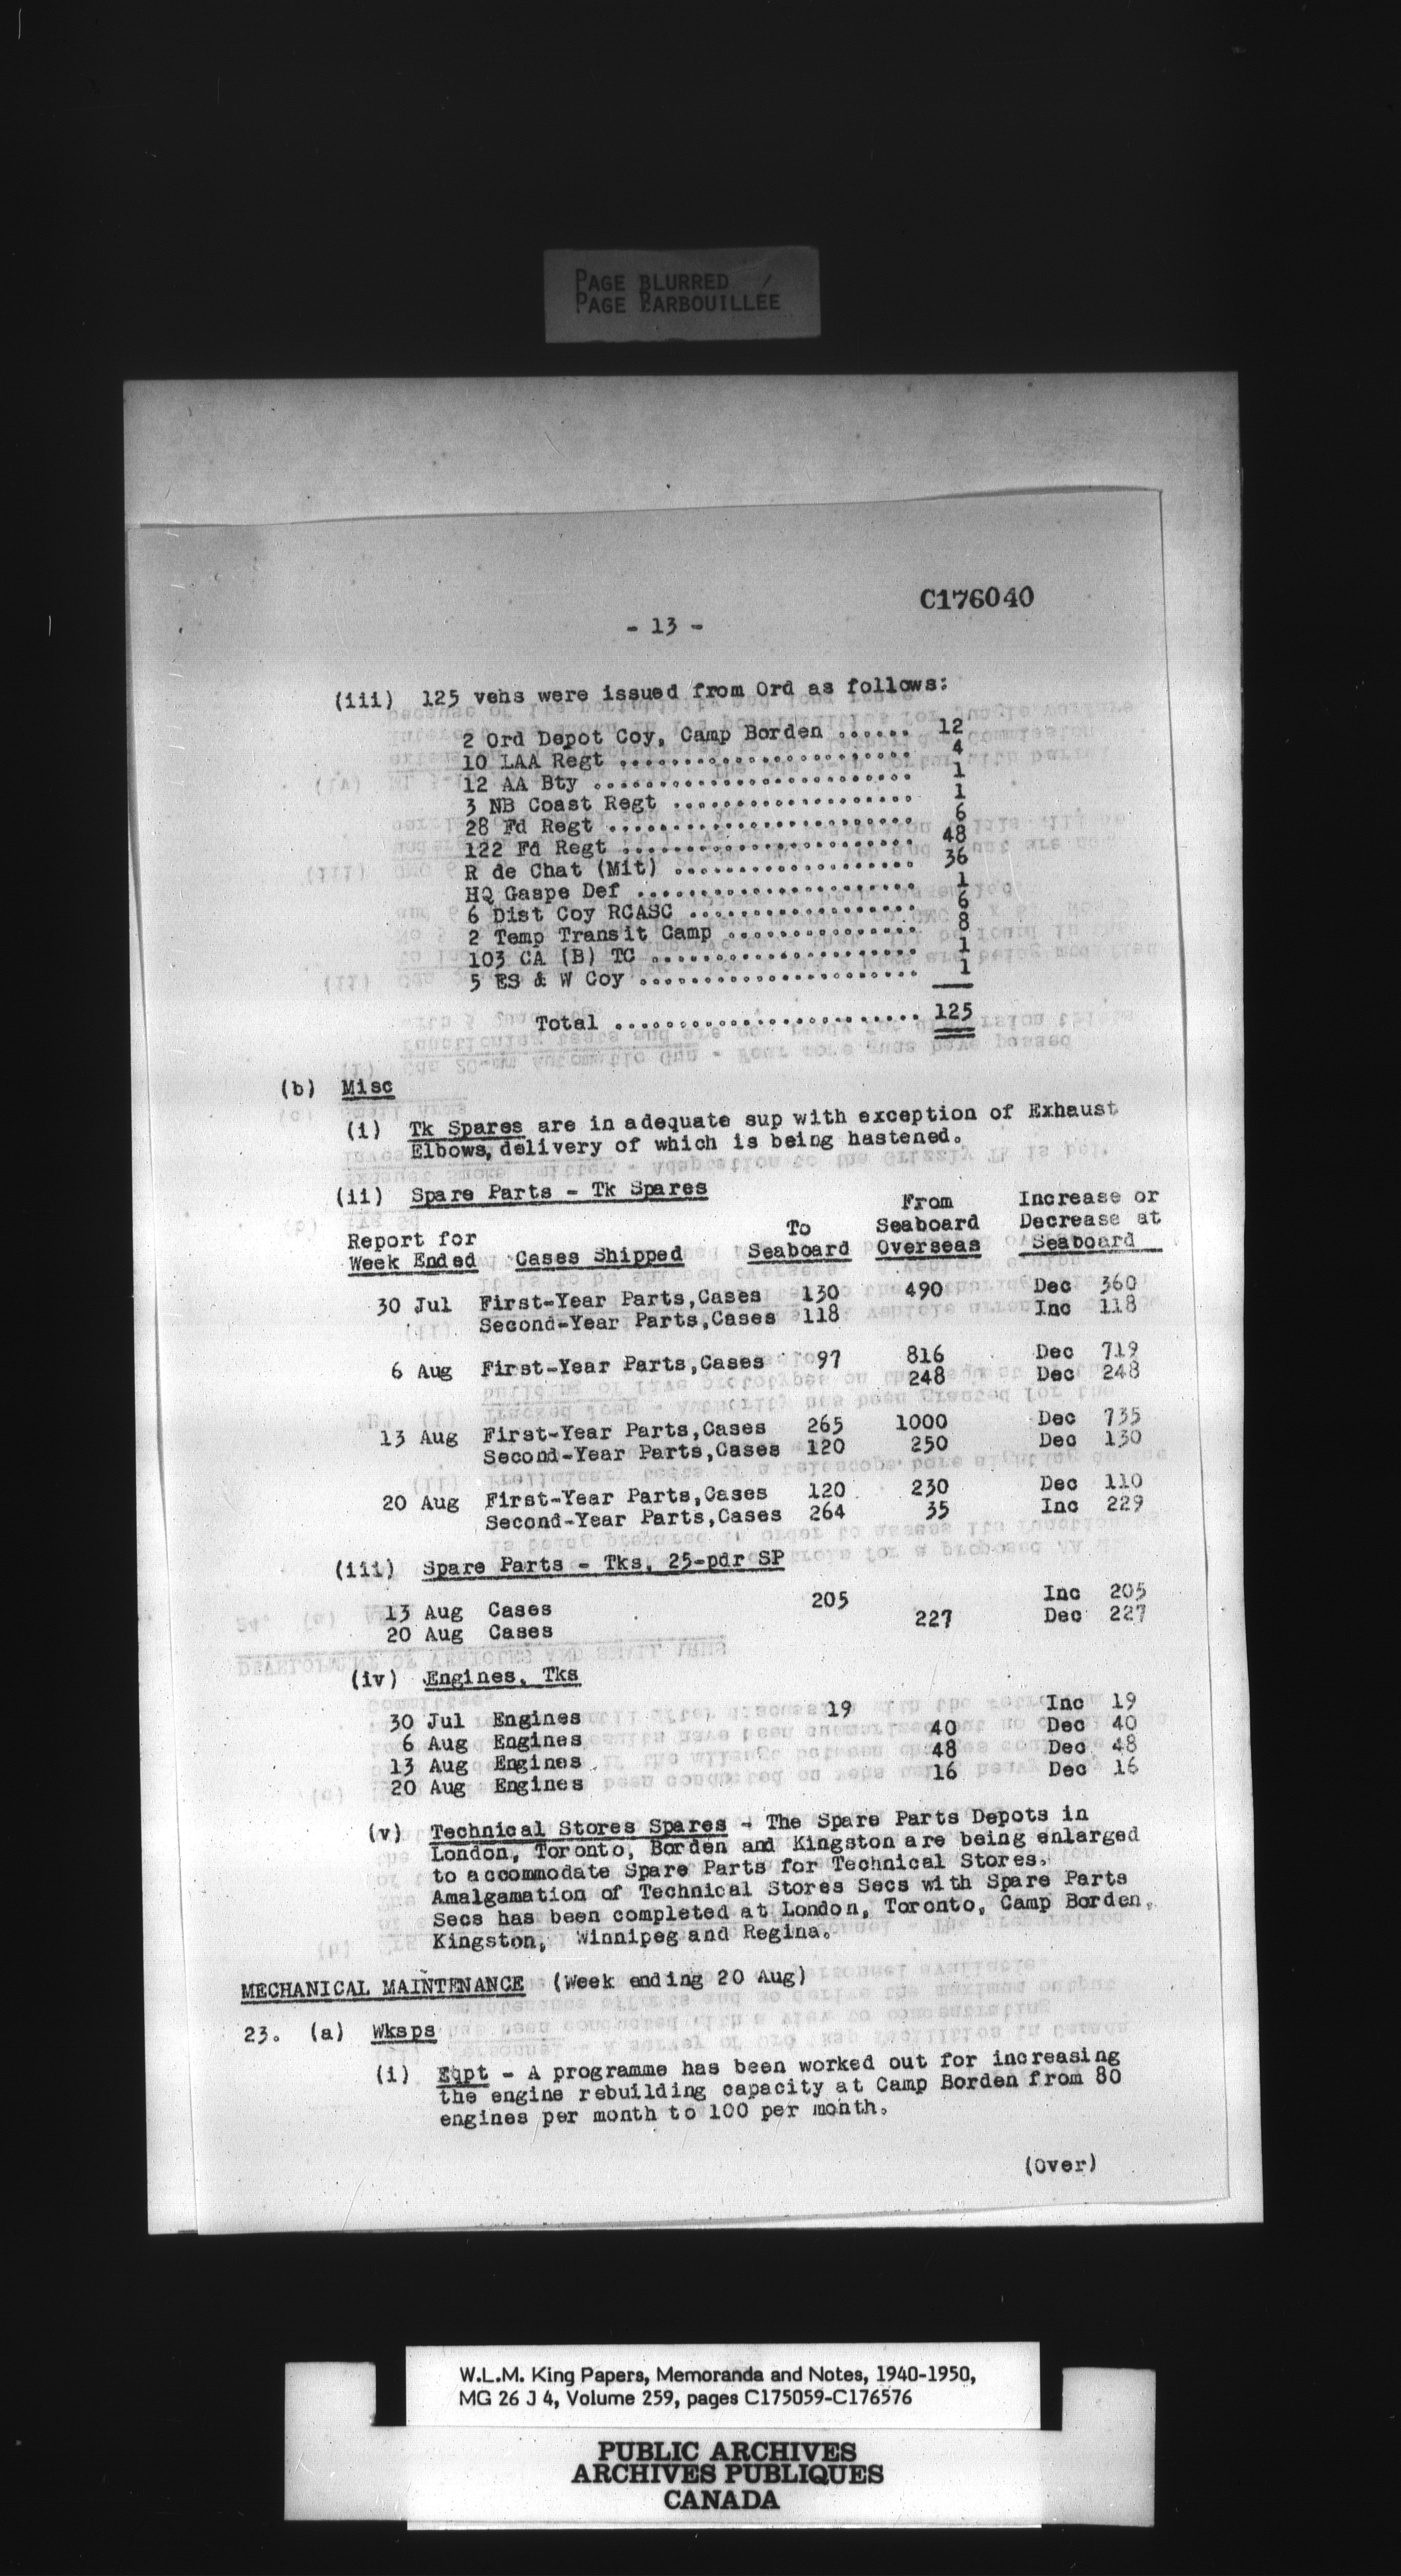 PAGE BLURRED /
PAGE BARBOUILLEE
C176040
- 13 -
(iii) 125 vehs were issued from Ord as follows:
2 Ord Depot Coy, Camp Borden ...... 12
10 LAA Regt ........................ 4
12 AA Bty .......................... 1
3 NB Coast Regt .................... 1
28 Fd Regt ......................... 6
122 Fd Regt ........................ 48
R de Chat (Mit) .................... 36
HQ Gaspe Def ....................... 1
6 Dist Coy RCASC ................... 6
2 Temp Transit Camp ................ 8
103 CA (B) TC ...................... 1
5 ES & W Coy ....................... 1
Total ......................... 125
(b) Misc
(i) Tk Spares are in adequate sup with exception of Exhaust
Elbows, delivery of which is being hastened.
(ii) Spare Parts - Tk Spares
From Increase or
To Seaboard Decrease at
Report for
Week Ended Cases Shipped Seaboard Overseas Seaboard
30 Jul First-Year Parts,Cases 130 490 Dec 360
Second-Year Parts,Cases 118 Inc 118
6 Aug First-Year Parts,Cases 97 816 Dec 719
248 Dec 248
13 Aug First-Year Parts,Cases 265 1000 Dec 735
Second-Year Parts,Cases 120 250 Dec 130
20 Aug First-Year Parts,Cases 120 230 Dec 110
Second-Year Parts,Cases 264 35 Inc 229
(iii) Spare Parts - Tks, 25-pdr SP
13 Aug Cases 205 Inc 205
20 Aug Cases 227 Dec 227
(iv) Engines, Tks
30 Jul Engines 19 Inc 19
6 Aug Engines 40 Dec 40
13 Aug Engines 48 Dec 48
20 Aug Engines 16 Dec 16
(v) Technical Stores Spares - The Spare Parts Depots in
London, Toronto, Borden and Kingston are being enlarged
to accommodate Spare Parts for Technical Stores.
Amalgamation of Technical Stores Secs with Spare Parts
Secs has been completed at London, Toronto, Camp Borden,
Kingston, Winnipeg and Regina.
MECHANICAL MAINTENANCE (Week ending 20 Aug)
23. (a) Wksps
(i) Eqpt - A programme has been worked out for increasing
the engine rebuilding capacity at Camp Borden from 80
engines per month to 100 per month.
(Over)
W.L.M. King Papers, Memoranda and Notes, 1940-1950,
MG 26 J 4, Volume 259, pages C175059-C176576
PUBLIC ARCHIVES
ARCHIVES PUBLIQUES
CANADA